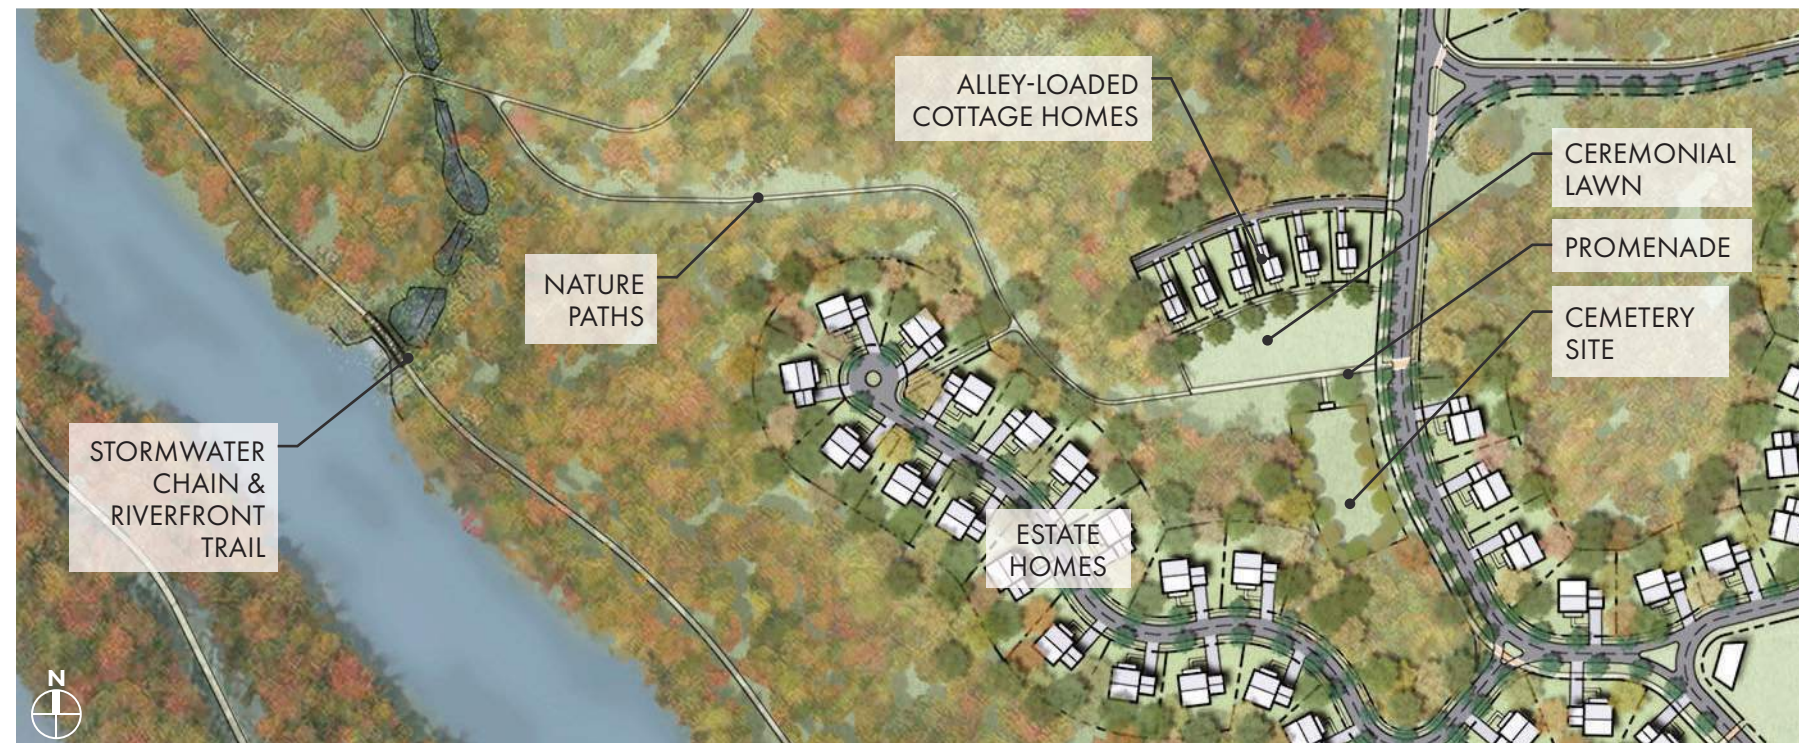 ALLEY-LOADED
COTTAGE HOMES
CEREMONIAL
LAWN
PROMENADE
NATURE
PATHS
CEMETERY
SITE
STORMWATER
CHAIN &
RIVERFRONT
TRAIL
ESTATE
HOMES
N